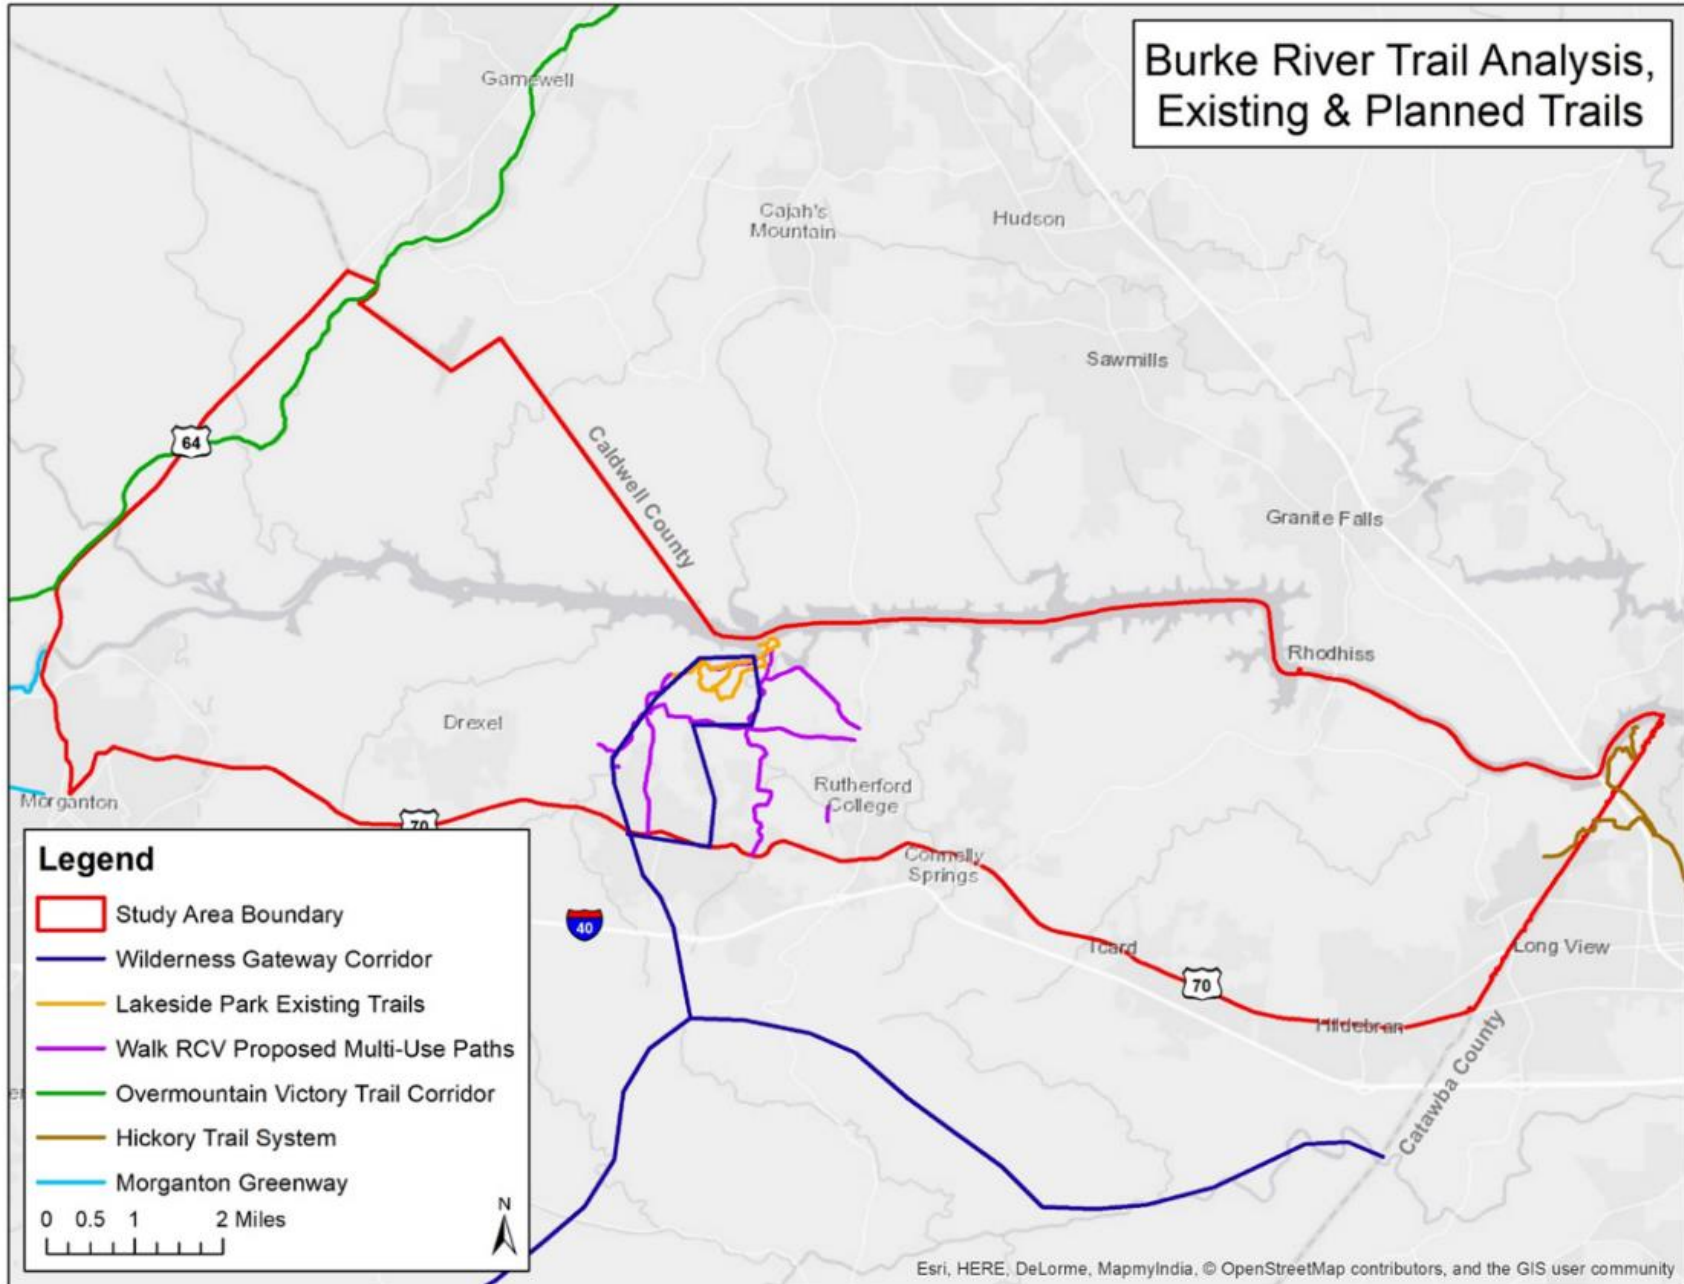 Burke River Trail Analysis,
Existing & Planned Trails
Gamewell
Cajah's
Mountain
Hudson
Sawmills
64
Caldwell County
Granite Falls
Rhodhiss
Drexel
Rutherford
College
Morganton
70
Connelly
Springs
40
Icard
Long View
70
Hildebran
Catawba County
Legend
Study Area Boundary
Wilderness Gateway Corridor
Lakeside Park Existing Trails
Walk RCV Proposed Multi-Use Paths
Overmountain Victory Trail Corridor
Hickory Trail System
Morganton Greenway
0 0.5 1 2 Miles
N
Esri, HERE, DeLorme, MapmyIndia, © OpenStreetMap contributors, and the GIS user community